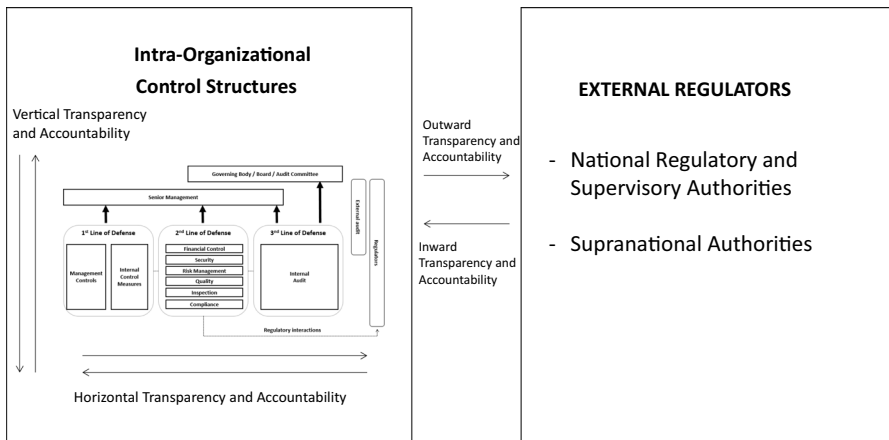 Intra-Organizational
Control Structures
Vertical Transparency
and Accountability
Governing Body / Board / Audit Committee
Senior Management
External audit
Regulators
1st Line of Defense
2nd Line of Defense
3rd Line of Defense
Management
Controls
Internal
Control
Measures
Financial Control
Security
Risk Management
Quality
Inspection
Compliance
Internal
Audit
Regulatory Interactions
Horizontal Transparency and Accountability
Outward
Transparency and
Accountability
Inward
Transparency and
Accountability
EXTERNAL REGULATORS
- National Regulatory and
Supervisory Authorities
- Supranational Authorities